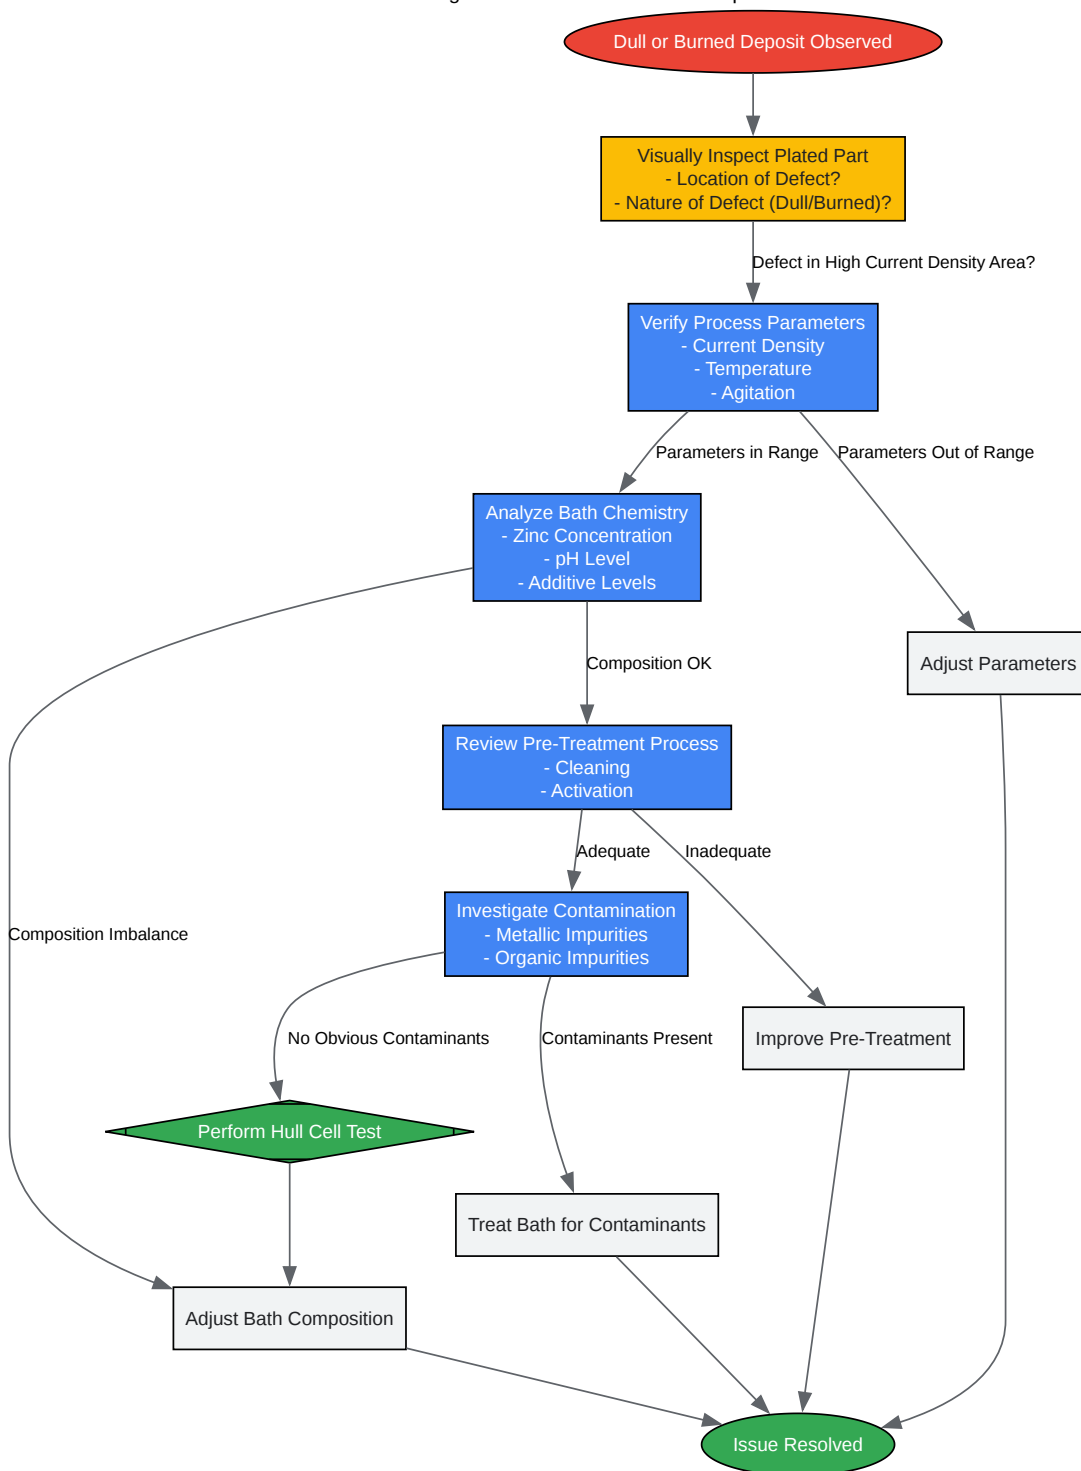 Dull or Burned Deposit Observed
Visually Inspect Plated Part
- Location of Defect?
- Nature of Defect (Dull/Burned)?
Defect in High Current Density Area?
Verify Process Parameters
- Current Density
- Temperature
- Agitation
Parameters in Range
Parameters Out of Range
Analyze Bath Chemistry
- Zinc Concentration
- pH Level
- Additive Levels
Adjust Parameters
Composition OK
Review Pre-Treatment Process
- Cleaning
- Activation
Adequate
Inadequate
Investigate Contamination
- Metallic Impurities
- Organic Impurities
Composition Imbalance
No Obvious Contaminants
Contaminants Present
Improve Pre-Treatment
Perform Hull Cell Test
Treat Bath for Contaminants
Adjust Bath Composition
Issue Resolved